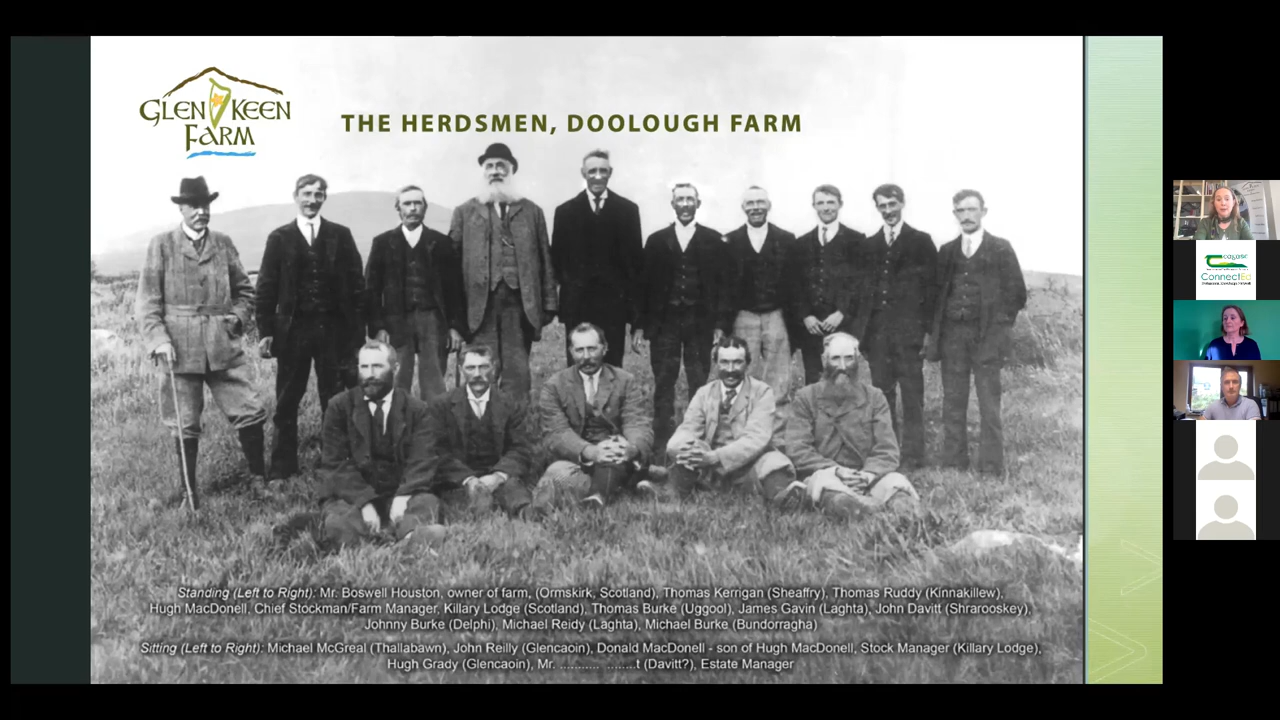 GLEN KEEN
FARM
THE HERDSMEN, DOOLOUGH FARM
Standing (Left to Right): Mr. Boswell Houston, owner of farm, (Ormskirk, Scotland), Thomas Kerrigan (Sheaffry), Thomas Ruddy (Kinnakillew),
Hugh MacDonell, Chief Stockman/Farm Manager, Killary Lodge (Scotland), Thomas Burke (Uggool), James Gavin (Laghta), John Davitt (Shrarooskey),
Johnny Burke (Delphi), Michael Reidy (Laghta), Michael Burke (Bundorragha)
Sitting (Left to Right): Michael McGreal (Thallabawn), John Reilly (Glencaoin), Donald MacDonell - son of Hugh MacDonell, Stock Manager (Killary Lodge),
Hugh Grady (Glencaoin), Mr. ........... ........t (Davitt?), Estate Manager
Teagasc
ConnectEd